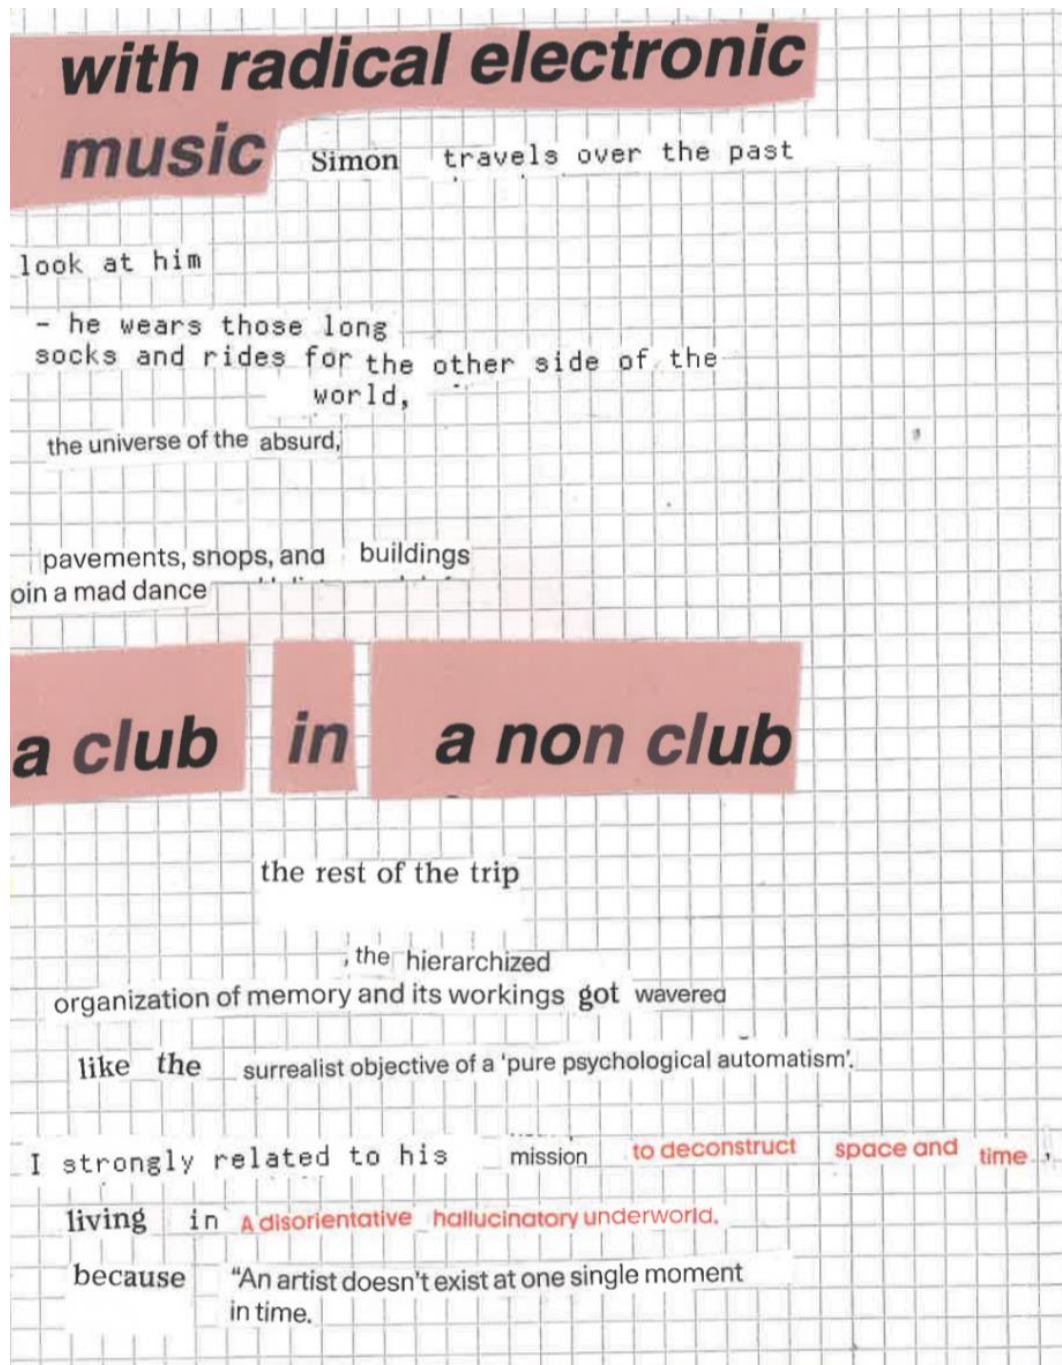 with radical electronic
music Simon travels over the past
look at him
- he wears those long
socks and rides for the other side of the
world,
the universe of the absurd,
pavements, shops, and buildings
oin a mad dance
a club in a non club
the rest of the trip
, the hierarchized
organization of memory and its workings got wavered
like the surrealist objective of a 'pure psychological automatism'.
I strongly related to his mission to deconstruct space and time,
living in A disorientative hallucinatory underworld.
because "An artist doesn't exist at one single moment
in time.